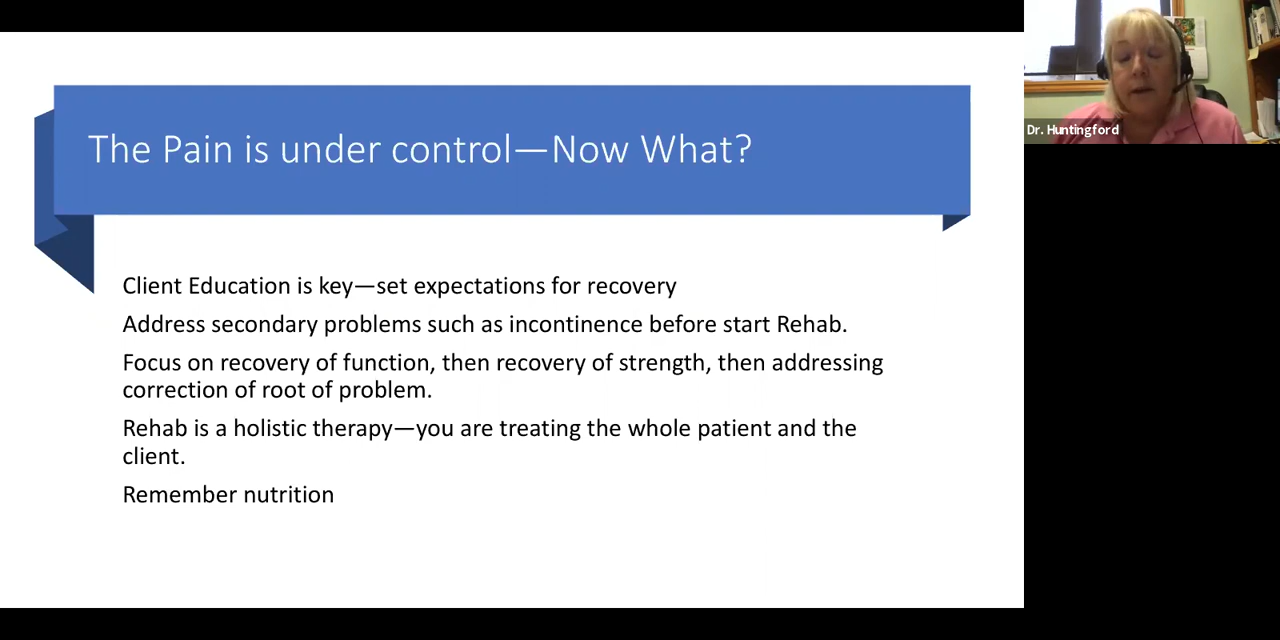 The Pain is under control—Now What?
Dr. Huntingford
Client Education is key—set expectations for recovery
Address secondary problems such as incontinence before start Rehab.
Focus on recovery of function, then recovery of strength, then addressing
correction of root of problem.
Rehab is a holistic therapy—you are treating the whole patient and the
client.
Remember nutrition